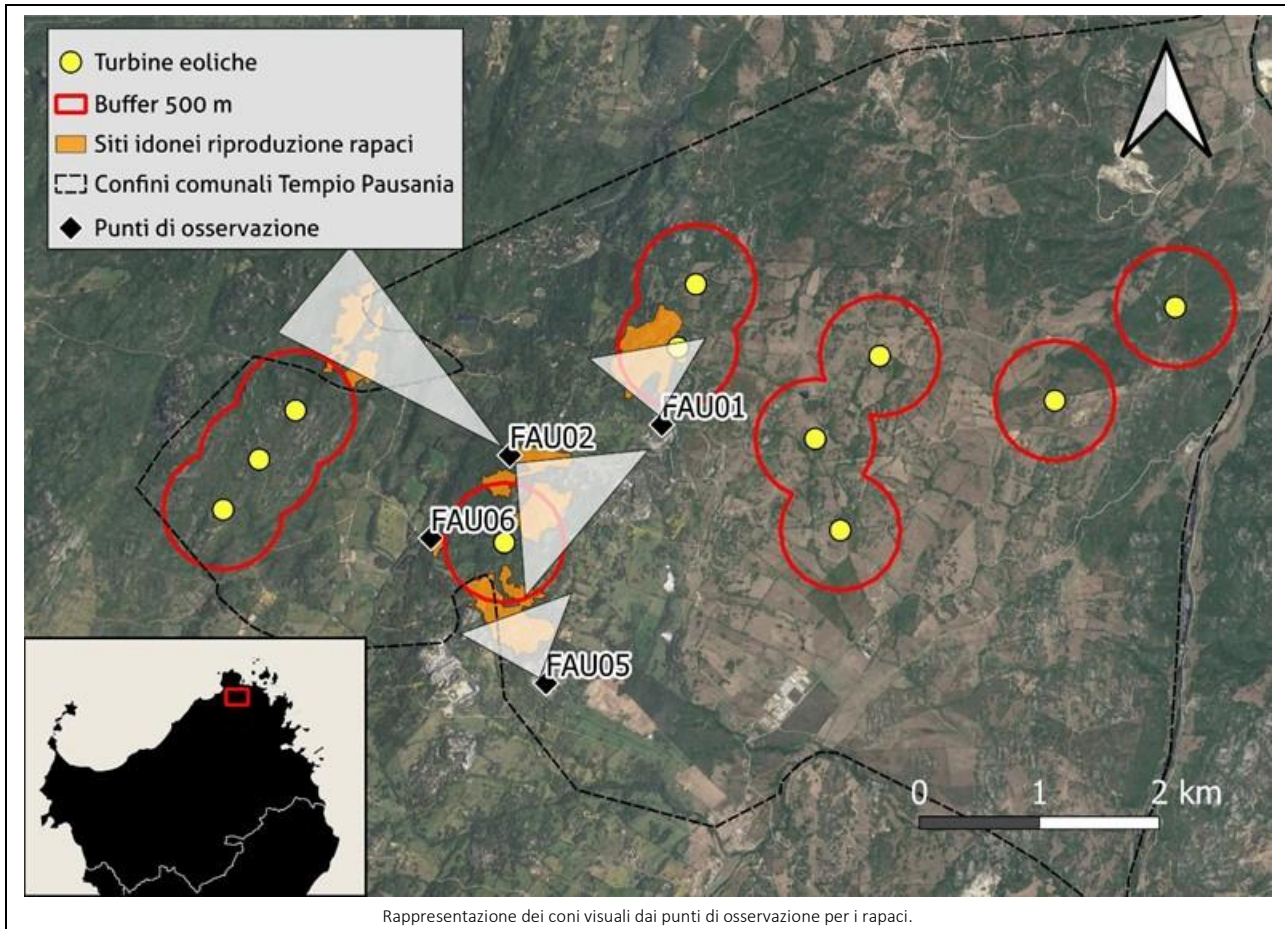 Turbine eoliche
Buffer 500 m
Siti idonei riproduzione rapaci
Confini comunali Tempio Pausania
Punti di osservazione
FAU01
FAU02
FAU06
FAU05
0 1 2 km
Rappresentazione dei coni visuali dai punti di osservazione per i rapaci.